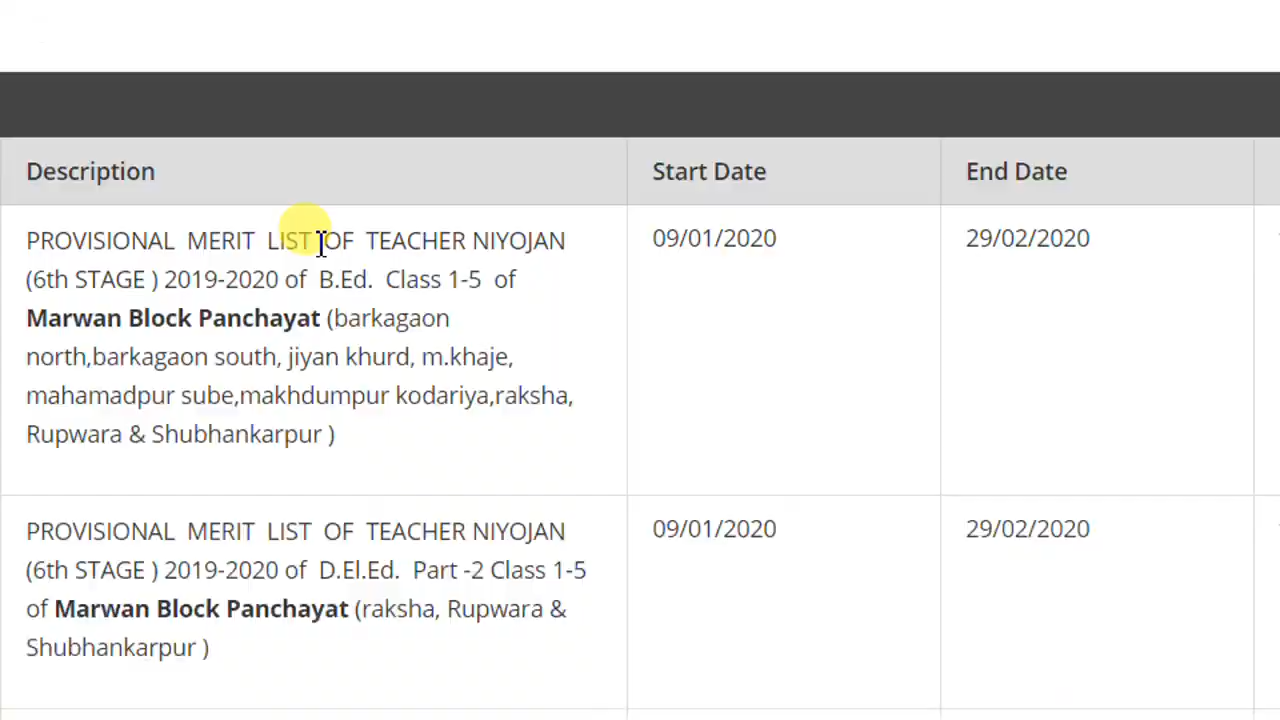 Description Start Date End Date
PROVISIONAL MERIT LIST OF TEACHER NIYOJAN 09/01/2020 29/02/2020
(6th STAGE ) 2019-2020 of B.Ed. Class 1-5 of
Marwan Block Panchayat (barkagaon
north,barkagaon south, jiyan khurd, m.khaje,
mahamadpur sube,makhdumpur kodariya,raksha,
Rupwara & Shubhankarpur )
PROVISIONAL MERIT LIST OF TEACHER NIYOJAN 09/01/2020 29/02/2020
(6th STAGE ) 2019-2020 of D.El.Ed. Part -2 Class 1-5
of Marwan Block Panchayat (raksha, Rupwara &
Shubhankarpur )